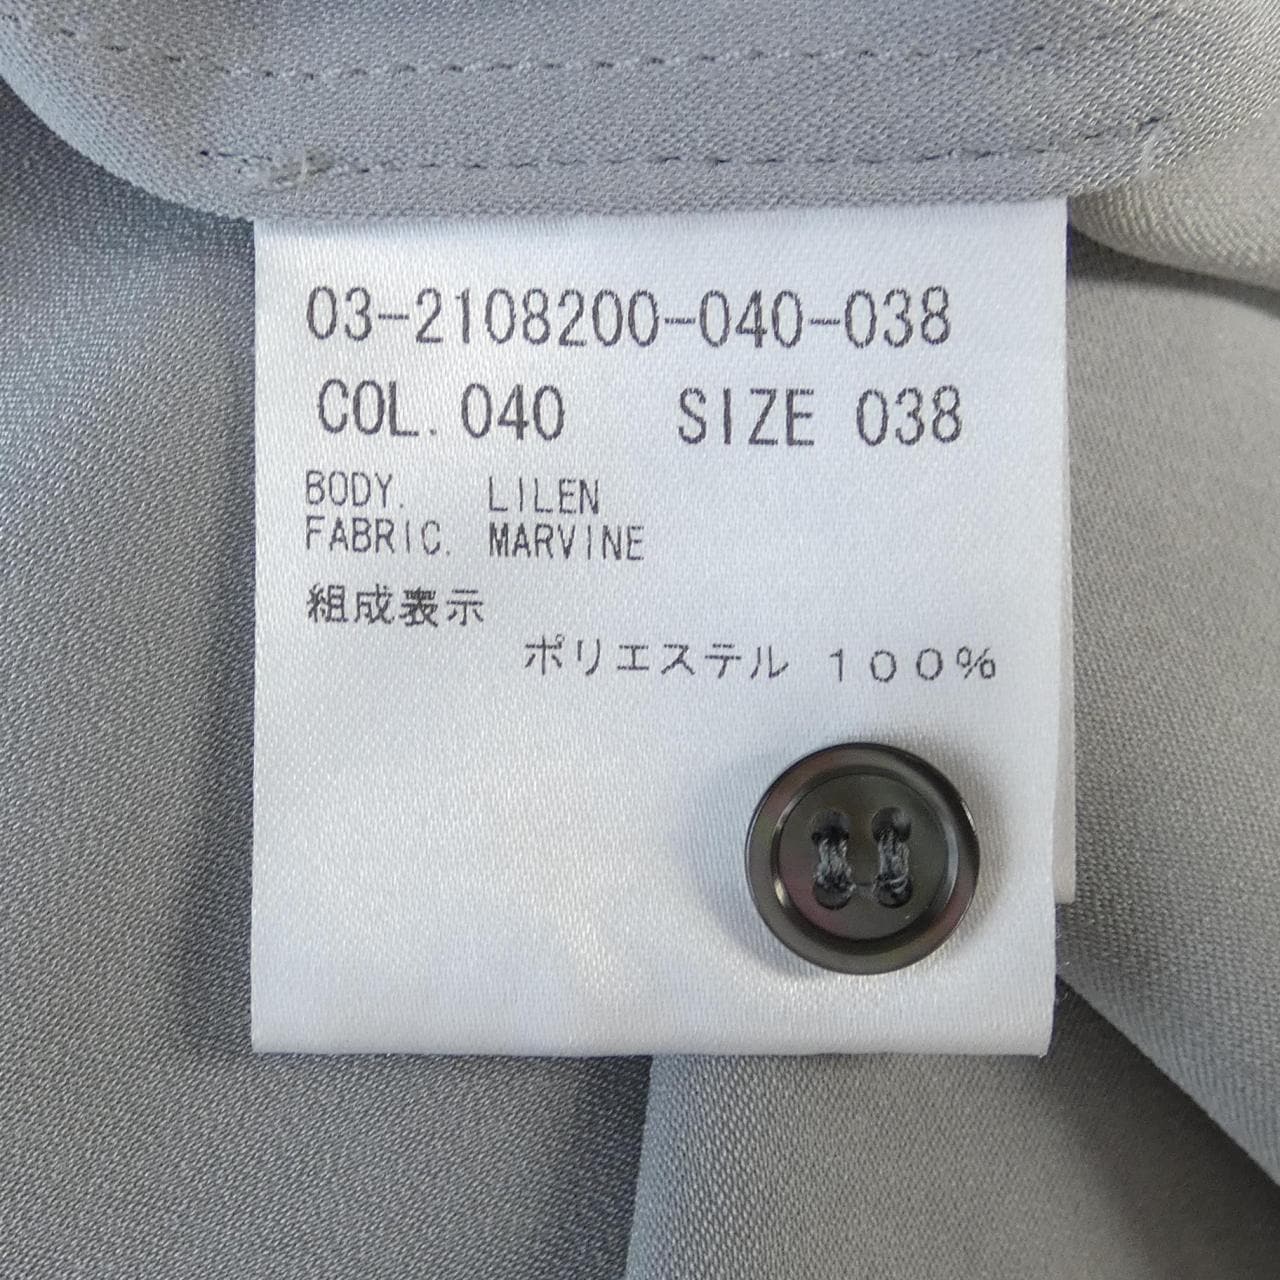 03-2108200-040-038
COL. 040 SIZE 038
BODY. LILEN
FABRIC. MARVINE
組成表示
ポリエステル １００％